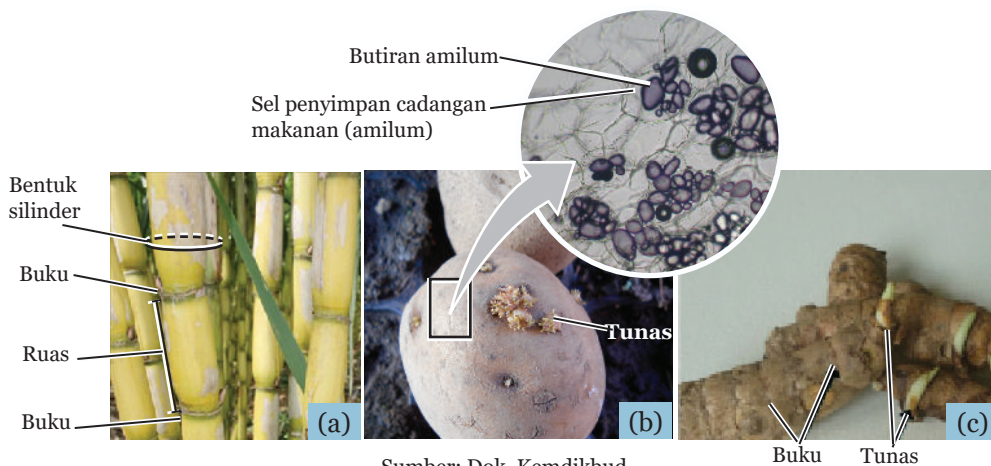 Butiran amilum
Sel penyimpan cadangan
makanan (amilum)
Bentuk
silinder
Buku
Ruas
Buku
(a)
Tunas
(b)
(c)
Buku
Tunas
Sumber: Dok. Kemdikbud